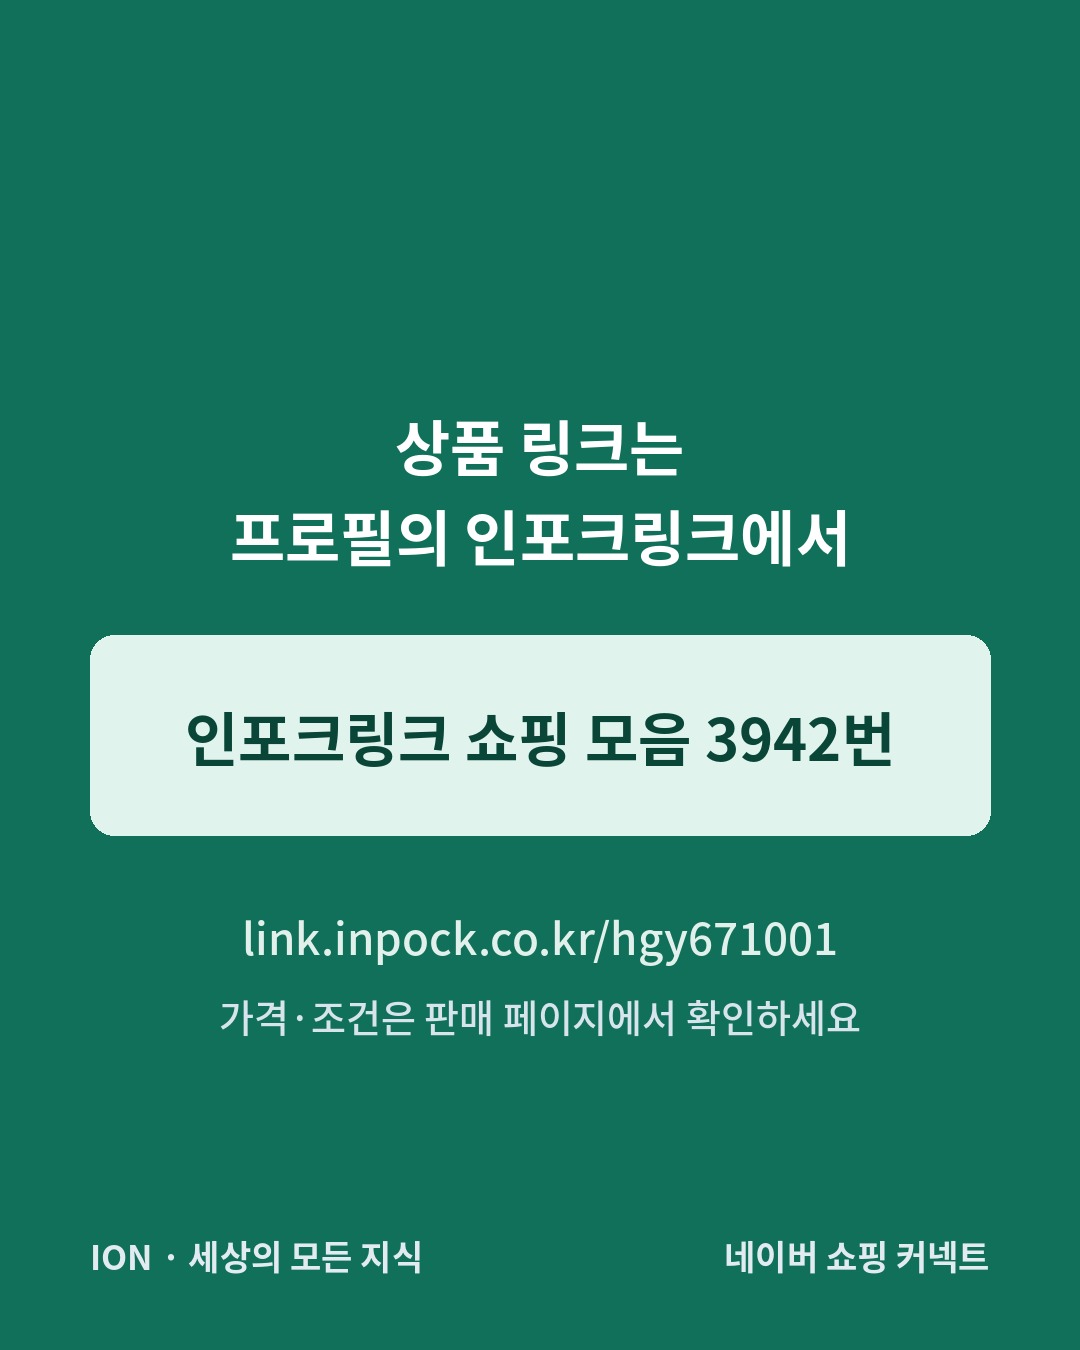 상품 링크는
프로필의 인포크링크에서
인포크링크 쇼핑 모음 3942번
link.inpock.co.kr/hgy671001
가격·조건은 판매 페이지에서 확인하세요
ION · 세상의 모든 지식
네이버 쇼핑 커넥트